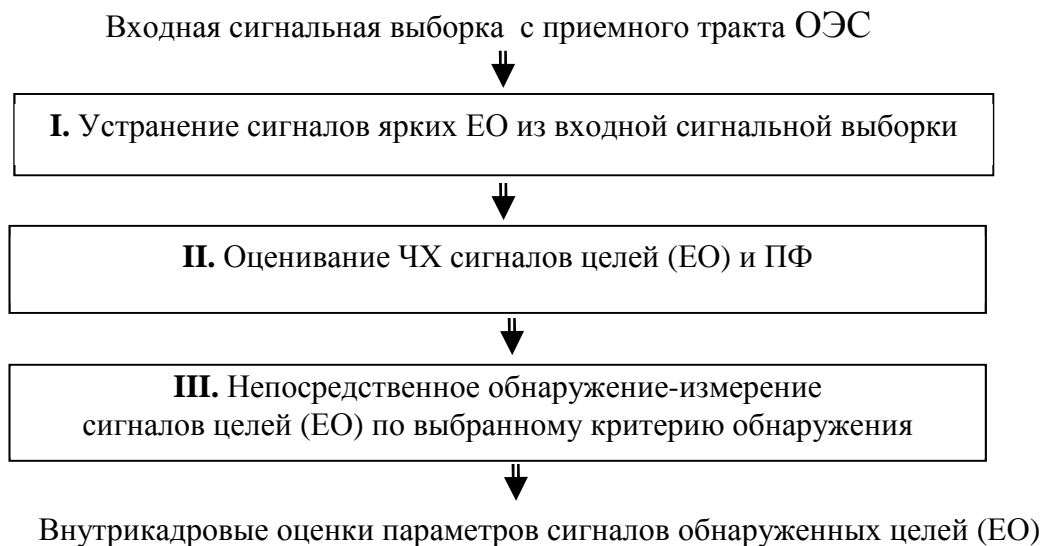 Входная сигнальная выборка с приемного тракта ОЭС
I. Устранение сигналов ярких ЕО из входной сигнальной выборки
II. Оценивание ЧХ сигналов целей (ЕО) и ПФ
III. Непосредственное обнаружение-измерение
сигналов целей (ЕО) по выбранному критерию обнаружения
Внутрикадровые оценки параметров сигналов обнаруженных целей (ЕО)